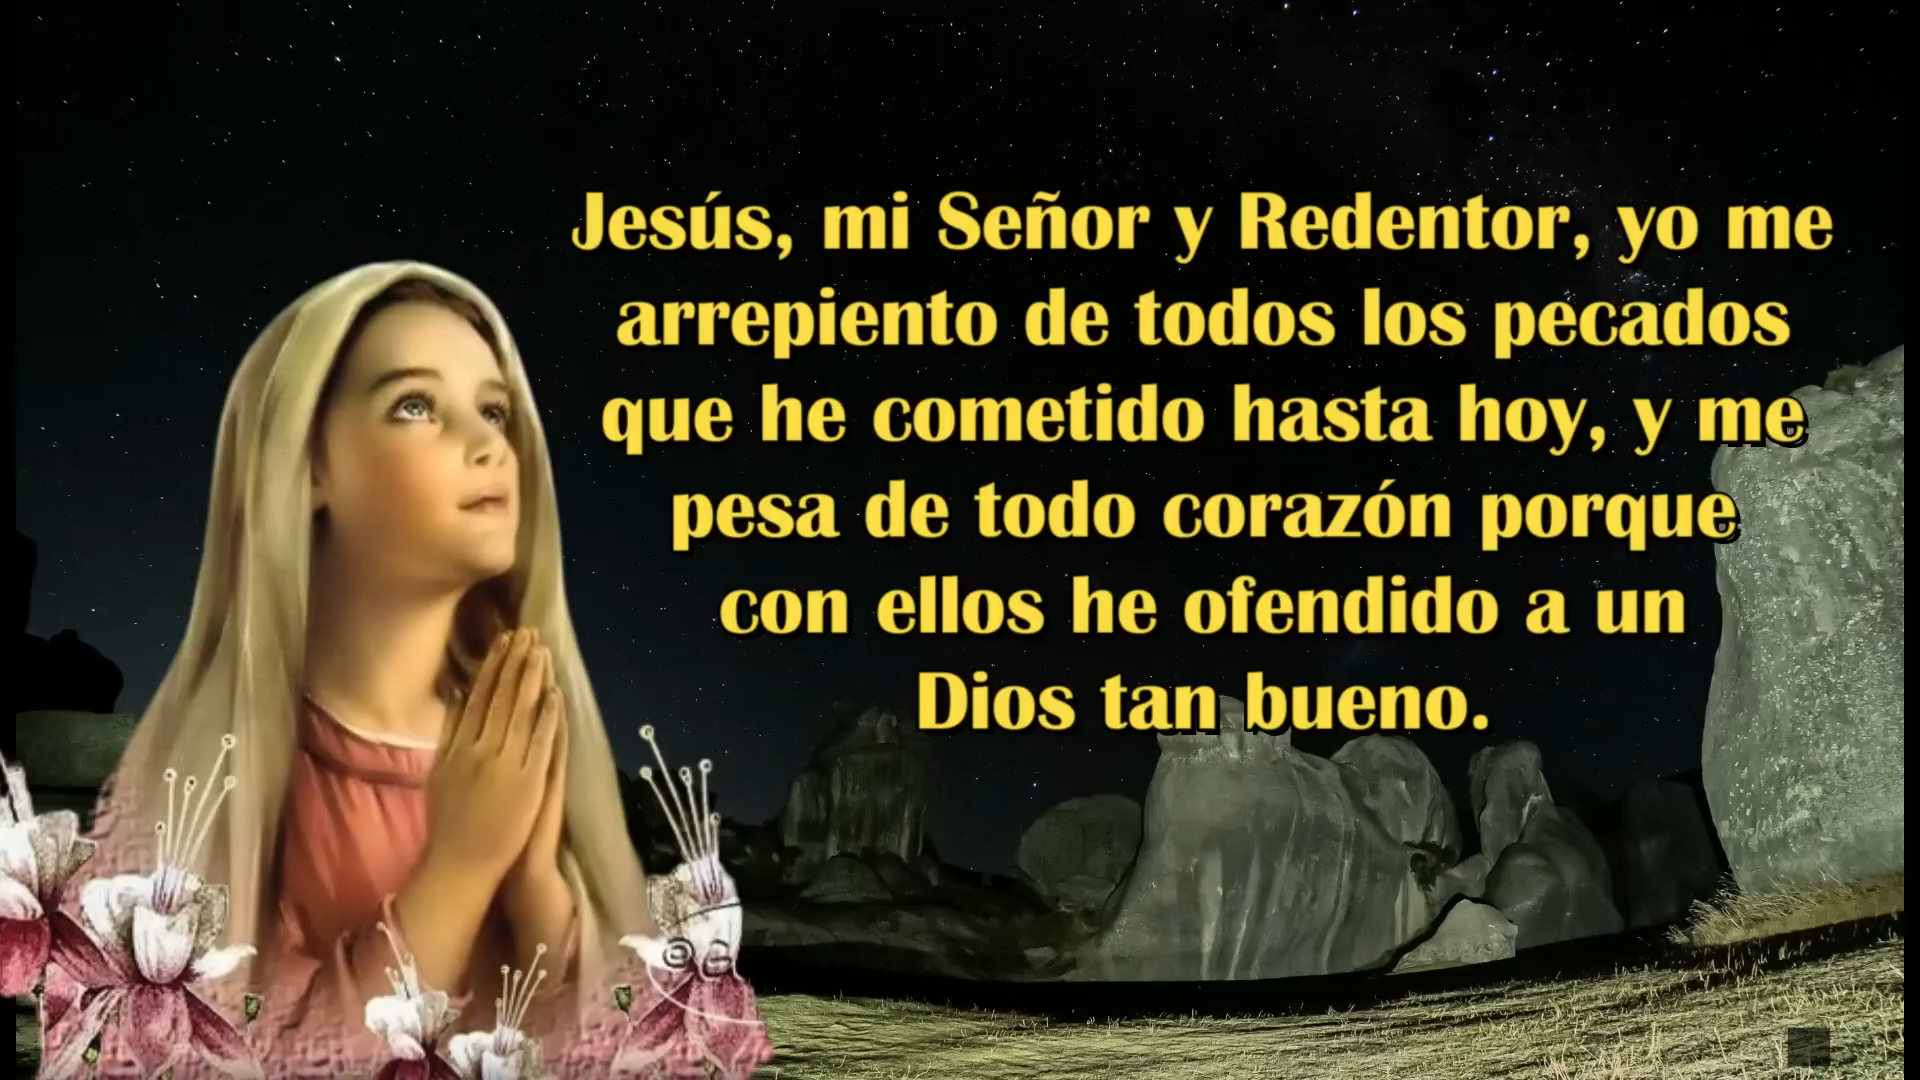 Jesús, mi Señor y Redentor, yo me
arrepiento de todos los pecados
que he cometido hasta hoy, y me
pesa de todo corazón porque
con ellos he ofendido a un
Dios tan bueno.